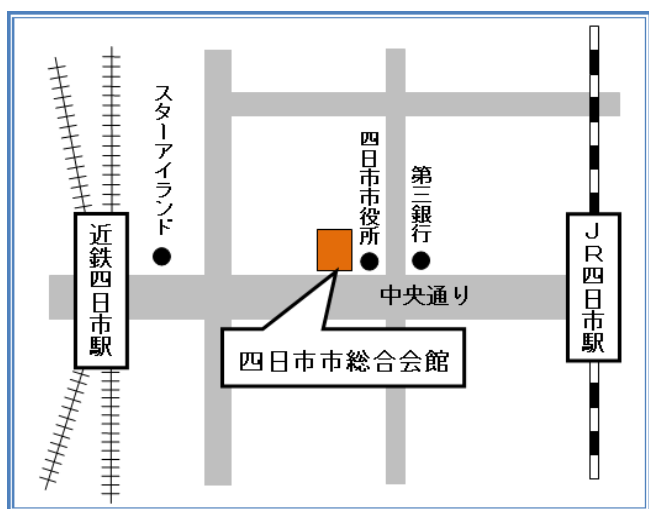 スターアイランド
四日市市役所
第三銀行
近鉄四日市駅
JR四日市駅
中央通り
四日市市総合会館